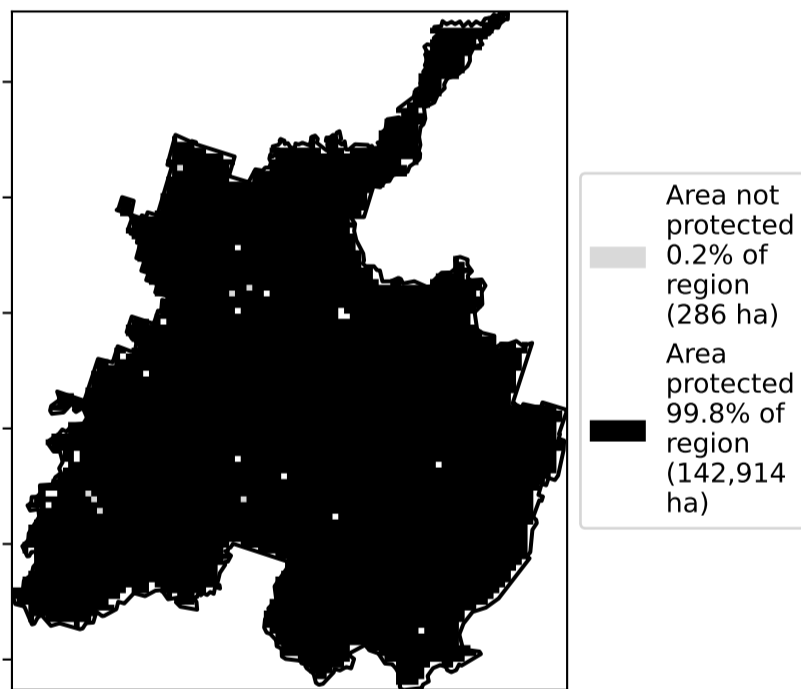 Area not
protected
0.2% of
region
(286 ha)
Area
protected
99.8% of
region
(142,914
ha)